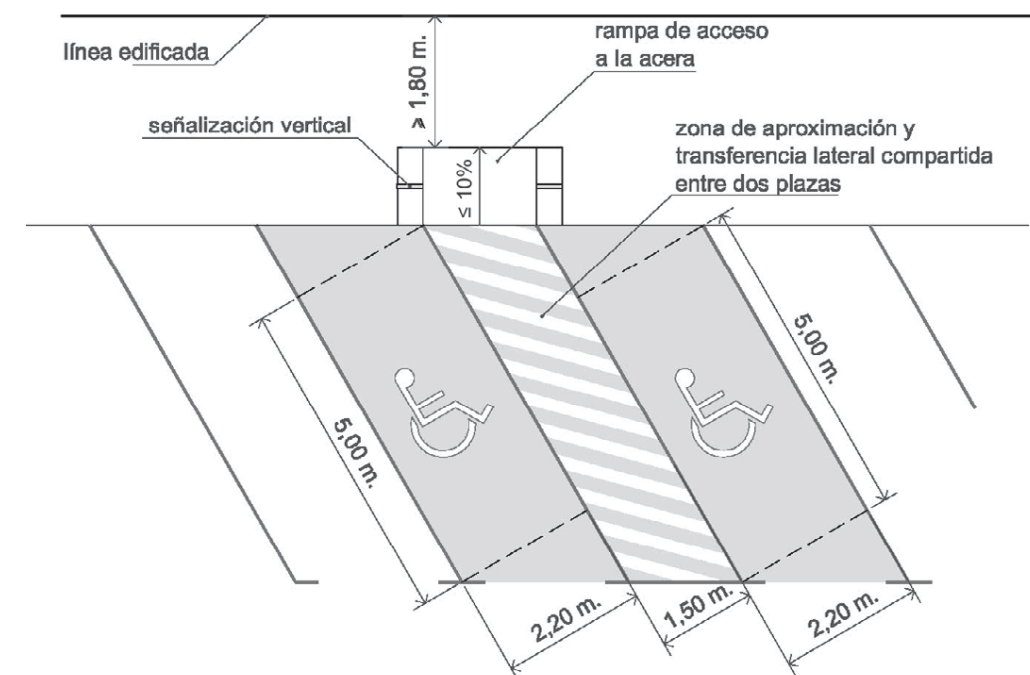 línea edificada
⩾ 1,80 m.
rampa de acceso
a la acera
señalización vertical
≤ 10%
zona de aproximación y
transferencia lateral compartida
entre dos plazas
5,00 m.
5,00 m.
2,20 m.
1,50 m.
2,20 m.